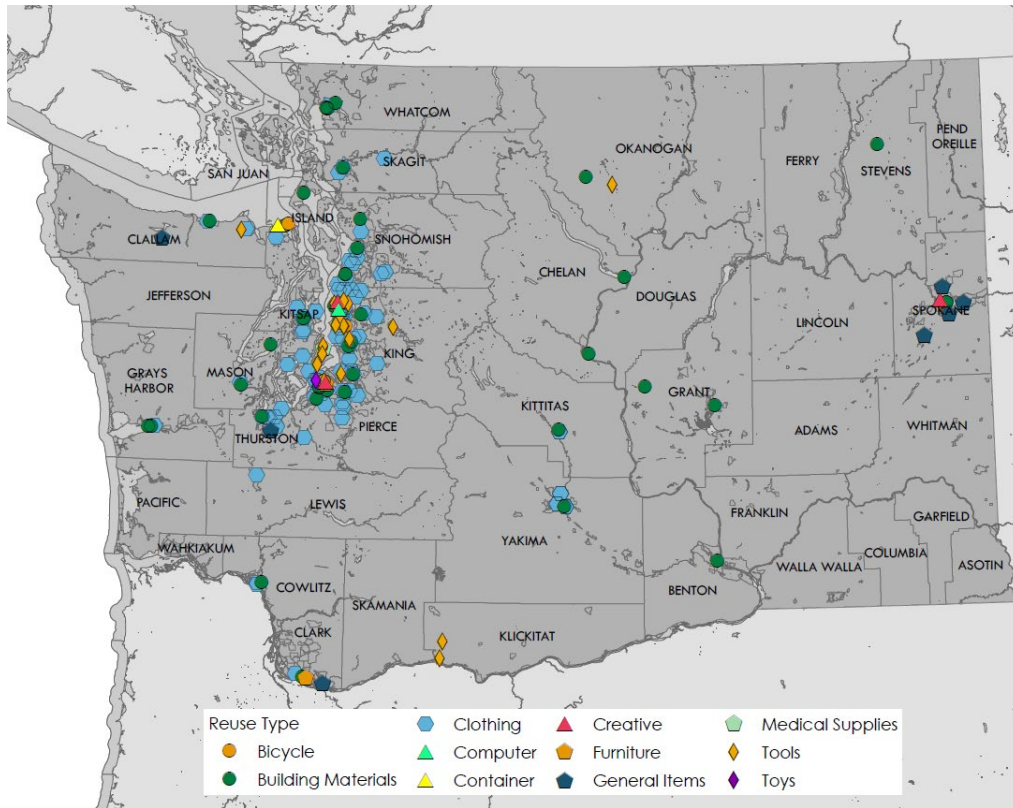 WHATCOM
SKAGIT
SAN JUAN
ISLAND
OKANOGAN
FERRY
STEVENS
PEND
OREILLE
CLALLAM
SNOHOMISH
CHELAN
DOUGLAS
JEFFERSON
KITSAP
KING
LINCOLN
SPOKANE
GRAYS
HARBOR
MASON
GRANT
KITTITAS
THURSTON
PIERCE
ADAMS
WHITMAN
PACIFIC
LEWIS
YAKIMA
FRANKLIN
GARFIELD
WAHKIAKUM
COWLITZ
COLUMBIA
WALLA WALLA
ASOTIN
BENTON
SKAMANIA
CLARK
KLICKITAT
Reuse Type
Bicycle
Building Materials
Clothing
Computer
Container
Creative
Furniture
General Items
Medical Supplies
Tools
Toys